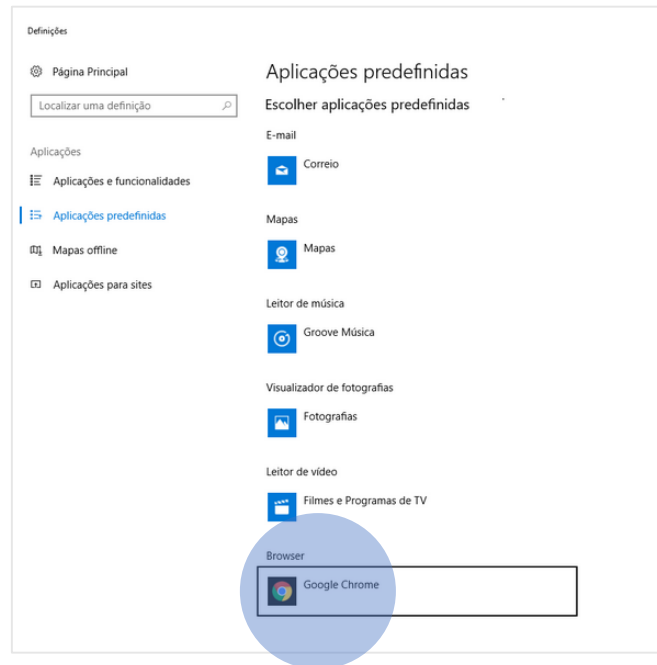 Definições
Página Principal
Localizar uma definição
Aplicações
Aplicações e funcionalidades
Aplicações predefinidas
Mapas offline
Aplicações para sites
Aplicações predefinidas
Escolher aplicações predefinidas
E-mail
Correio
Mapas
Mapas
Leitor de música
Groove Música
Visualizador de fotografias
Fotografias
Leitor de vídeo
Filmes e Programas de TV
Browser
Google Chrome